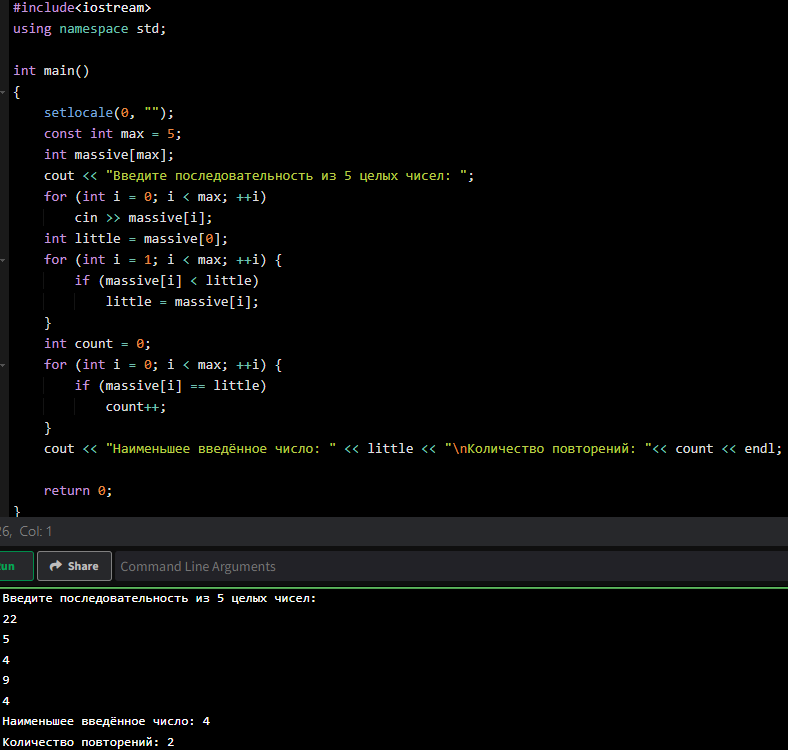 #include<iostream>
using namespace std;
int main()
{
    setlocale(0, "");
    const int max = 5;
    int massive[max];
    cout << "Введите последовательность из 5 целых чисел: ";
    for (int i = 0; i < max; ++i)
        cin >> massive[i];
    int little = massive[0];
    for (int i = 1; i < max; ++i) {
        if (massive[i] < little)
            little = massive[i];
    }
    int count = 0;
    for (int i = 0; i < max; ++i) {
        if (massive[i] == little)
            count++;
    }
    cout << "Наименьшее введённое число: " << little << "\nКоличество повторений: "<< count << endl;
    return 0;
}
26, Col: 1
un Share Command Line Arguments
Введите последовательность из 5 целых чисел:
22
5
4
9
4
Наименьшее введённое число: 4
Количество повторений: 2